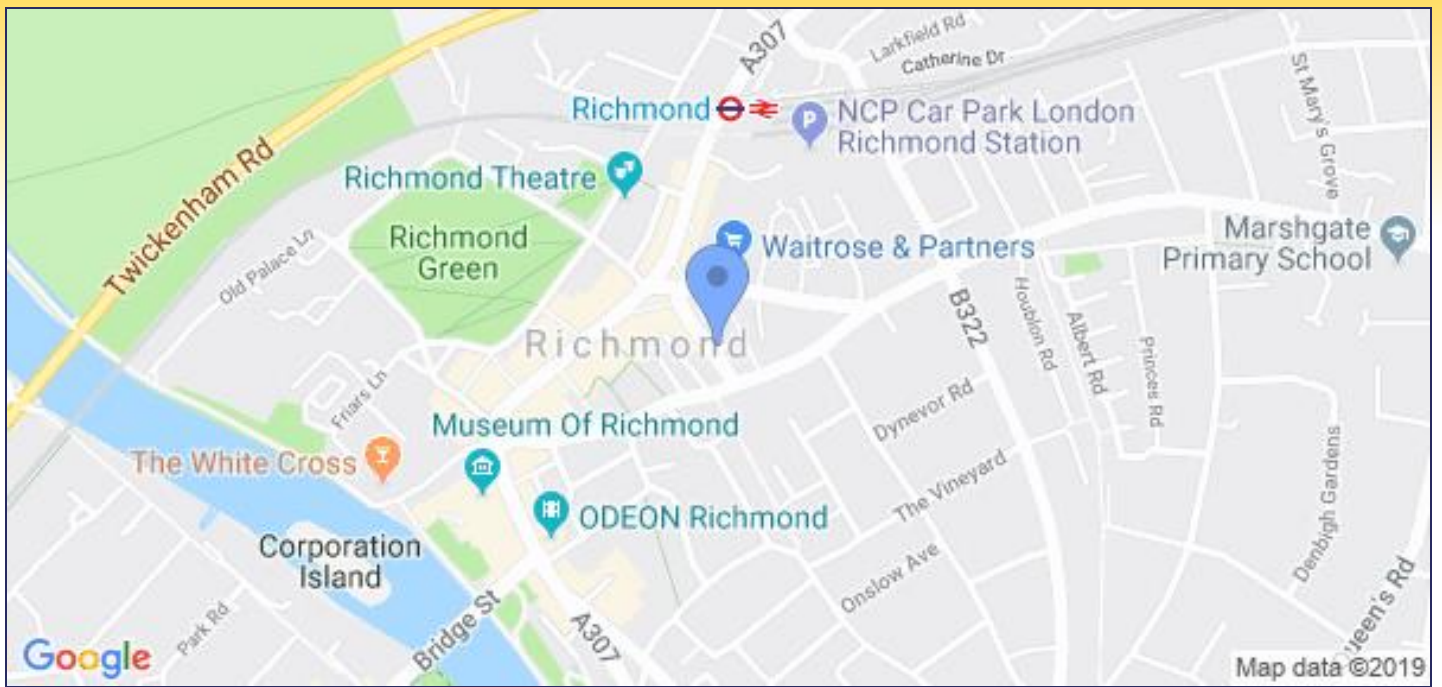 Larkfield Rd
A307
Catherine Dr
St Mary's Grove
Richmond
NCP Car Park London
Richmond Station
P
Twickenham Rd
Richmond Theatre
Richmond
Green
Old Palace Ln
Waitrose & Partners
Marshgate
Primary School
B322
Houblon Rd
Albert Rd
Princes Rd
Richmond
Friars Ln
Dynevor Rd
Museum Of Richmond
The White Cross
The Vineyard
Denbigh Gardens
ODEON Richmond
Corporation
Island
Onslow Ave
Queen's Rd
Park Rd
Bridge St
A307
Google
Map data ©2019